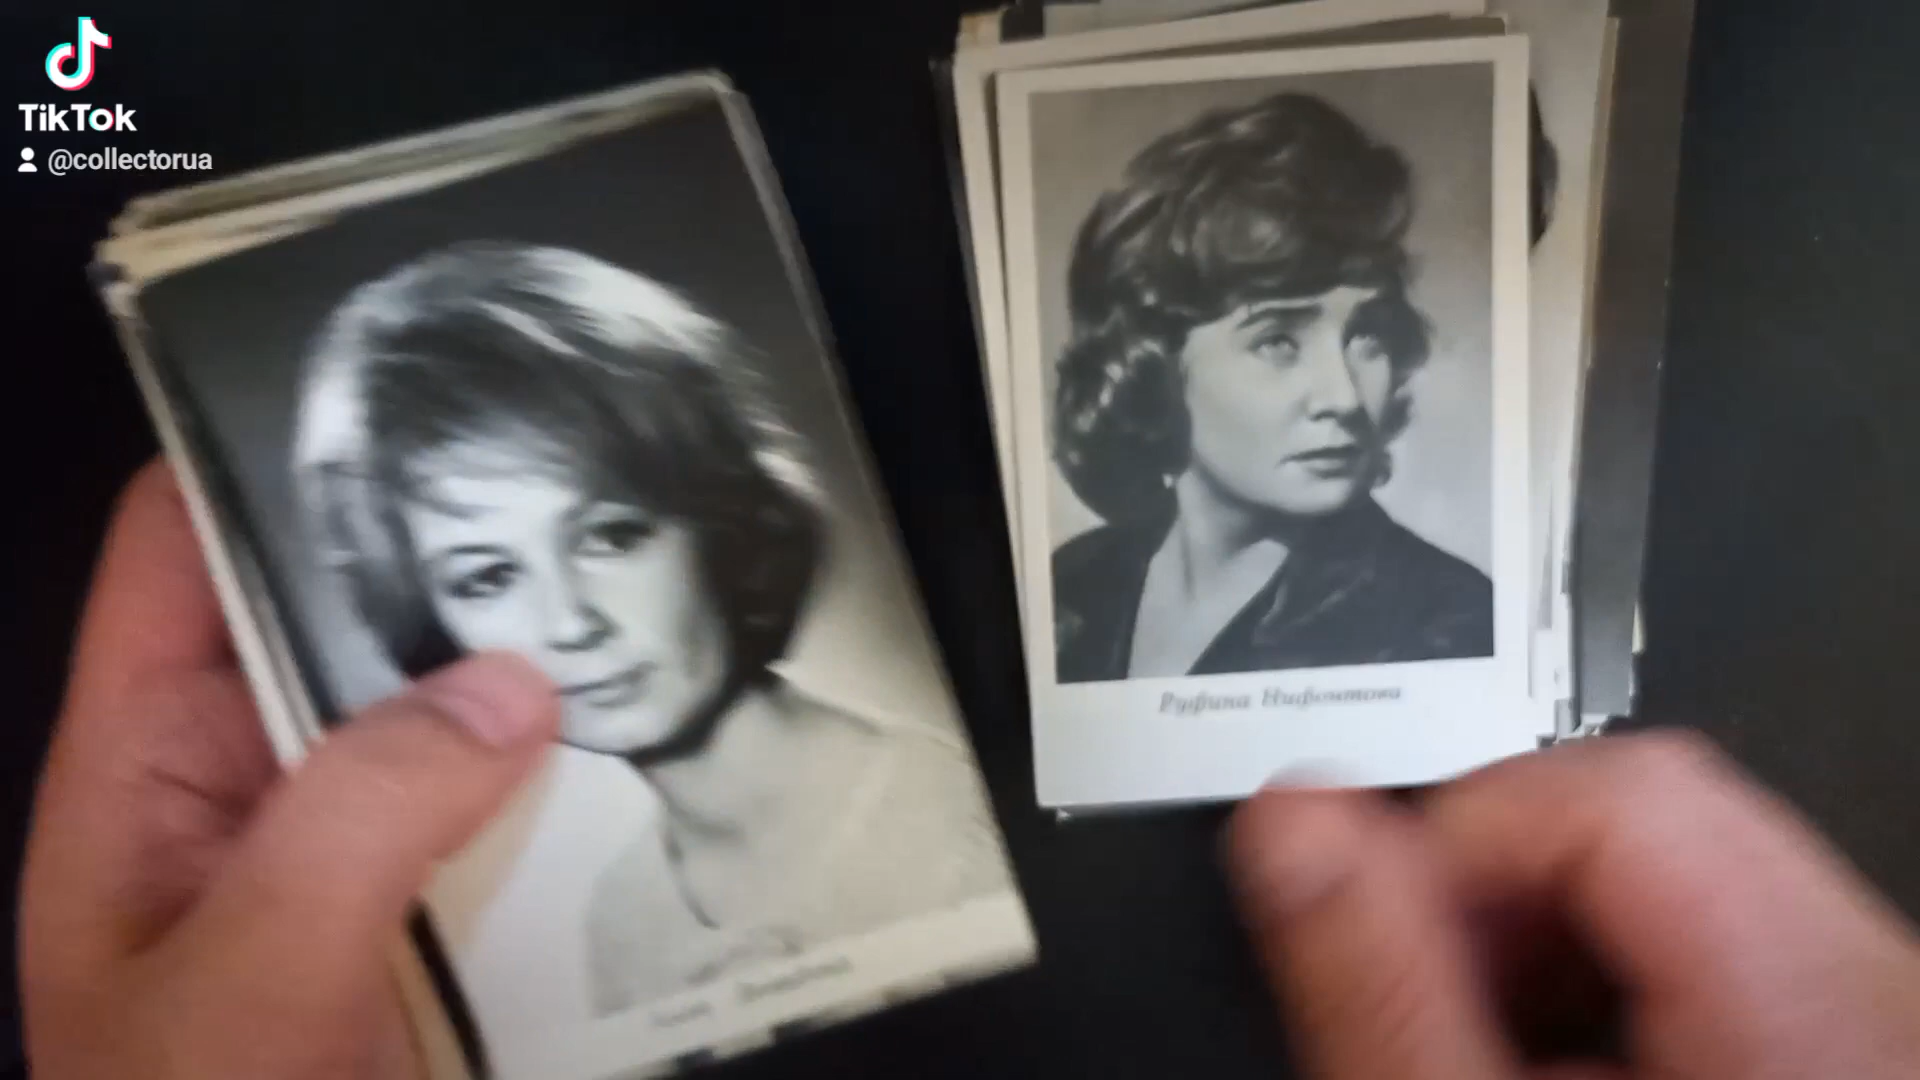 TikTok
@collectorua
Руфина Нифонтова